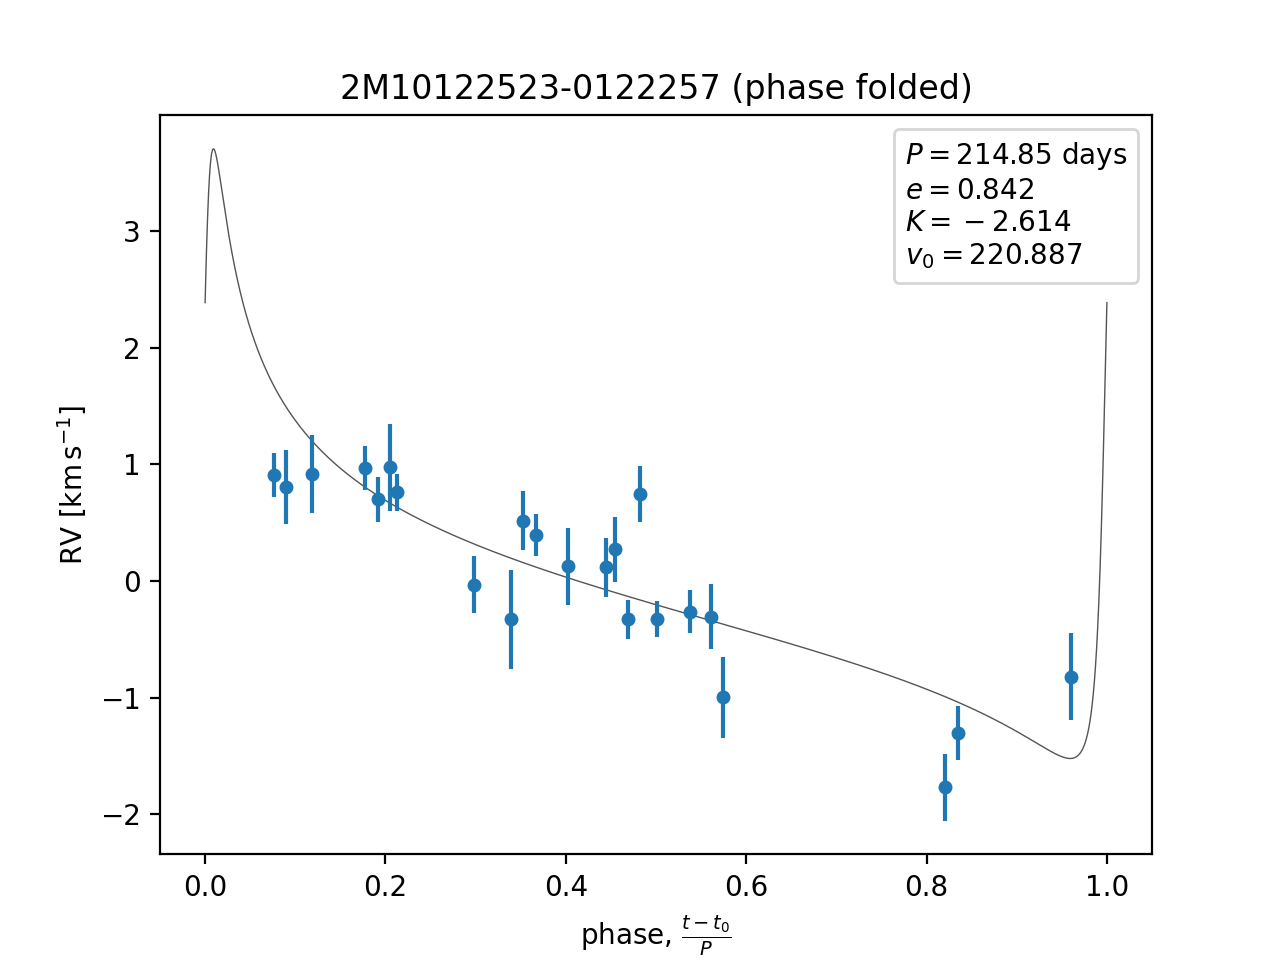 2M10122523-0122257 (phase folded)
P = 214.85 days
e = 0.842
K = −2.614
v₀ = 220.887
RV [km s⁻¹]
3
2
1
0
−1
−2
0.0 0.2 0.4 0.6 0.8 1.0
phase, (t − t₀)/P